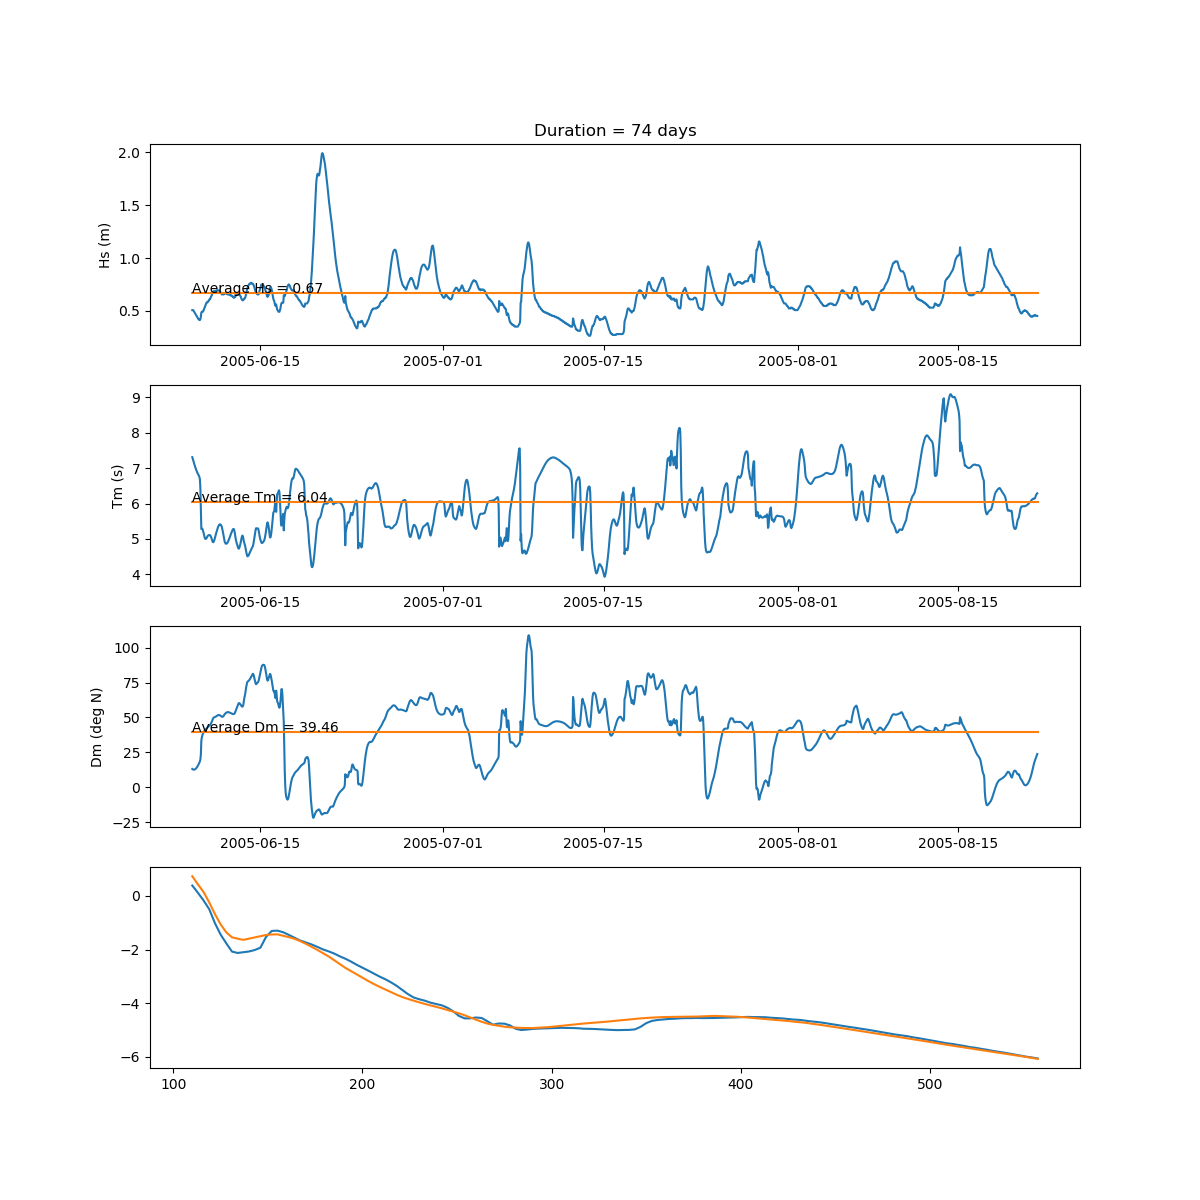 Duration = 74 days
2.0
1.5
1.0
0.5
Hs (m)
Average Hs = 0.67
2005-06-15 2005-07-01 2005-07-15 2005-08-01 2005-08-15
9
8
7
6
5
4
Tm (s)
Average Tm = 6.04
2005-06-15 2005-07-01 2005-07-15 2005-08-01 2005-08-15
100
75
50
25
0
−25
Dm (deg N)
Average Dm = 39.46
2005-06-15 2005-07-01 2005-07-15 2005-08-01 2005-08-15
0
−2
−4
−6
100 200 300 400 500